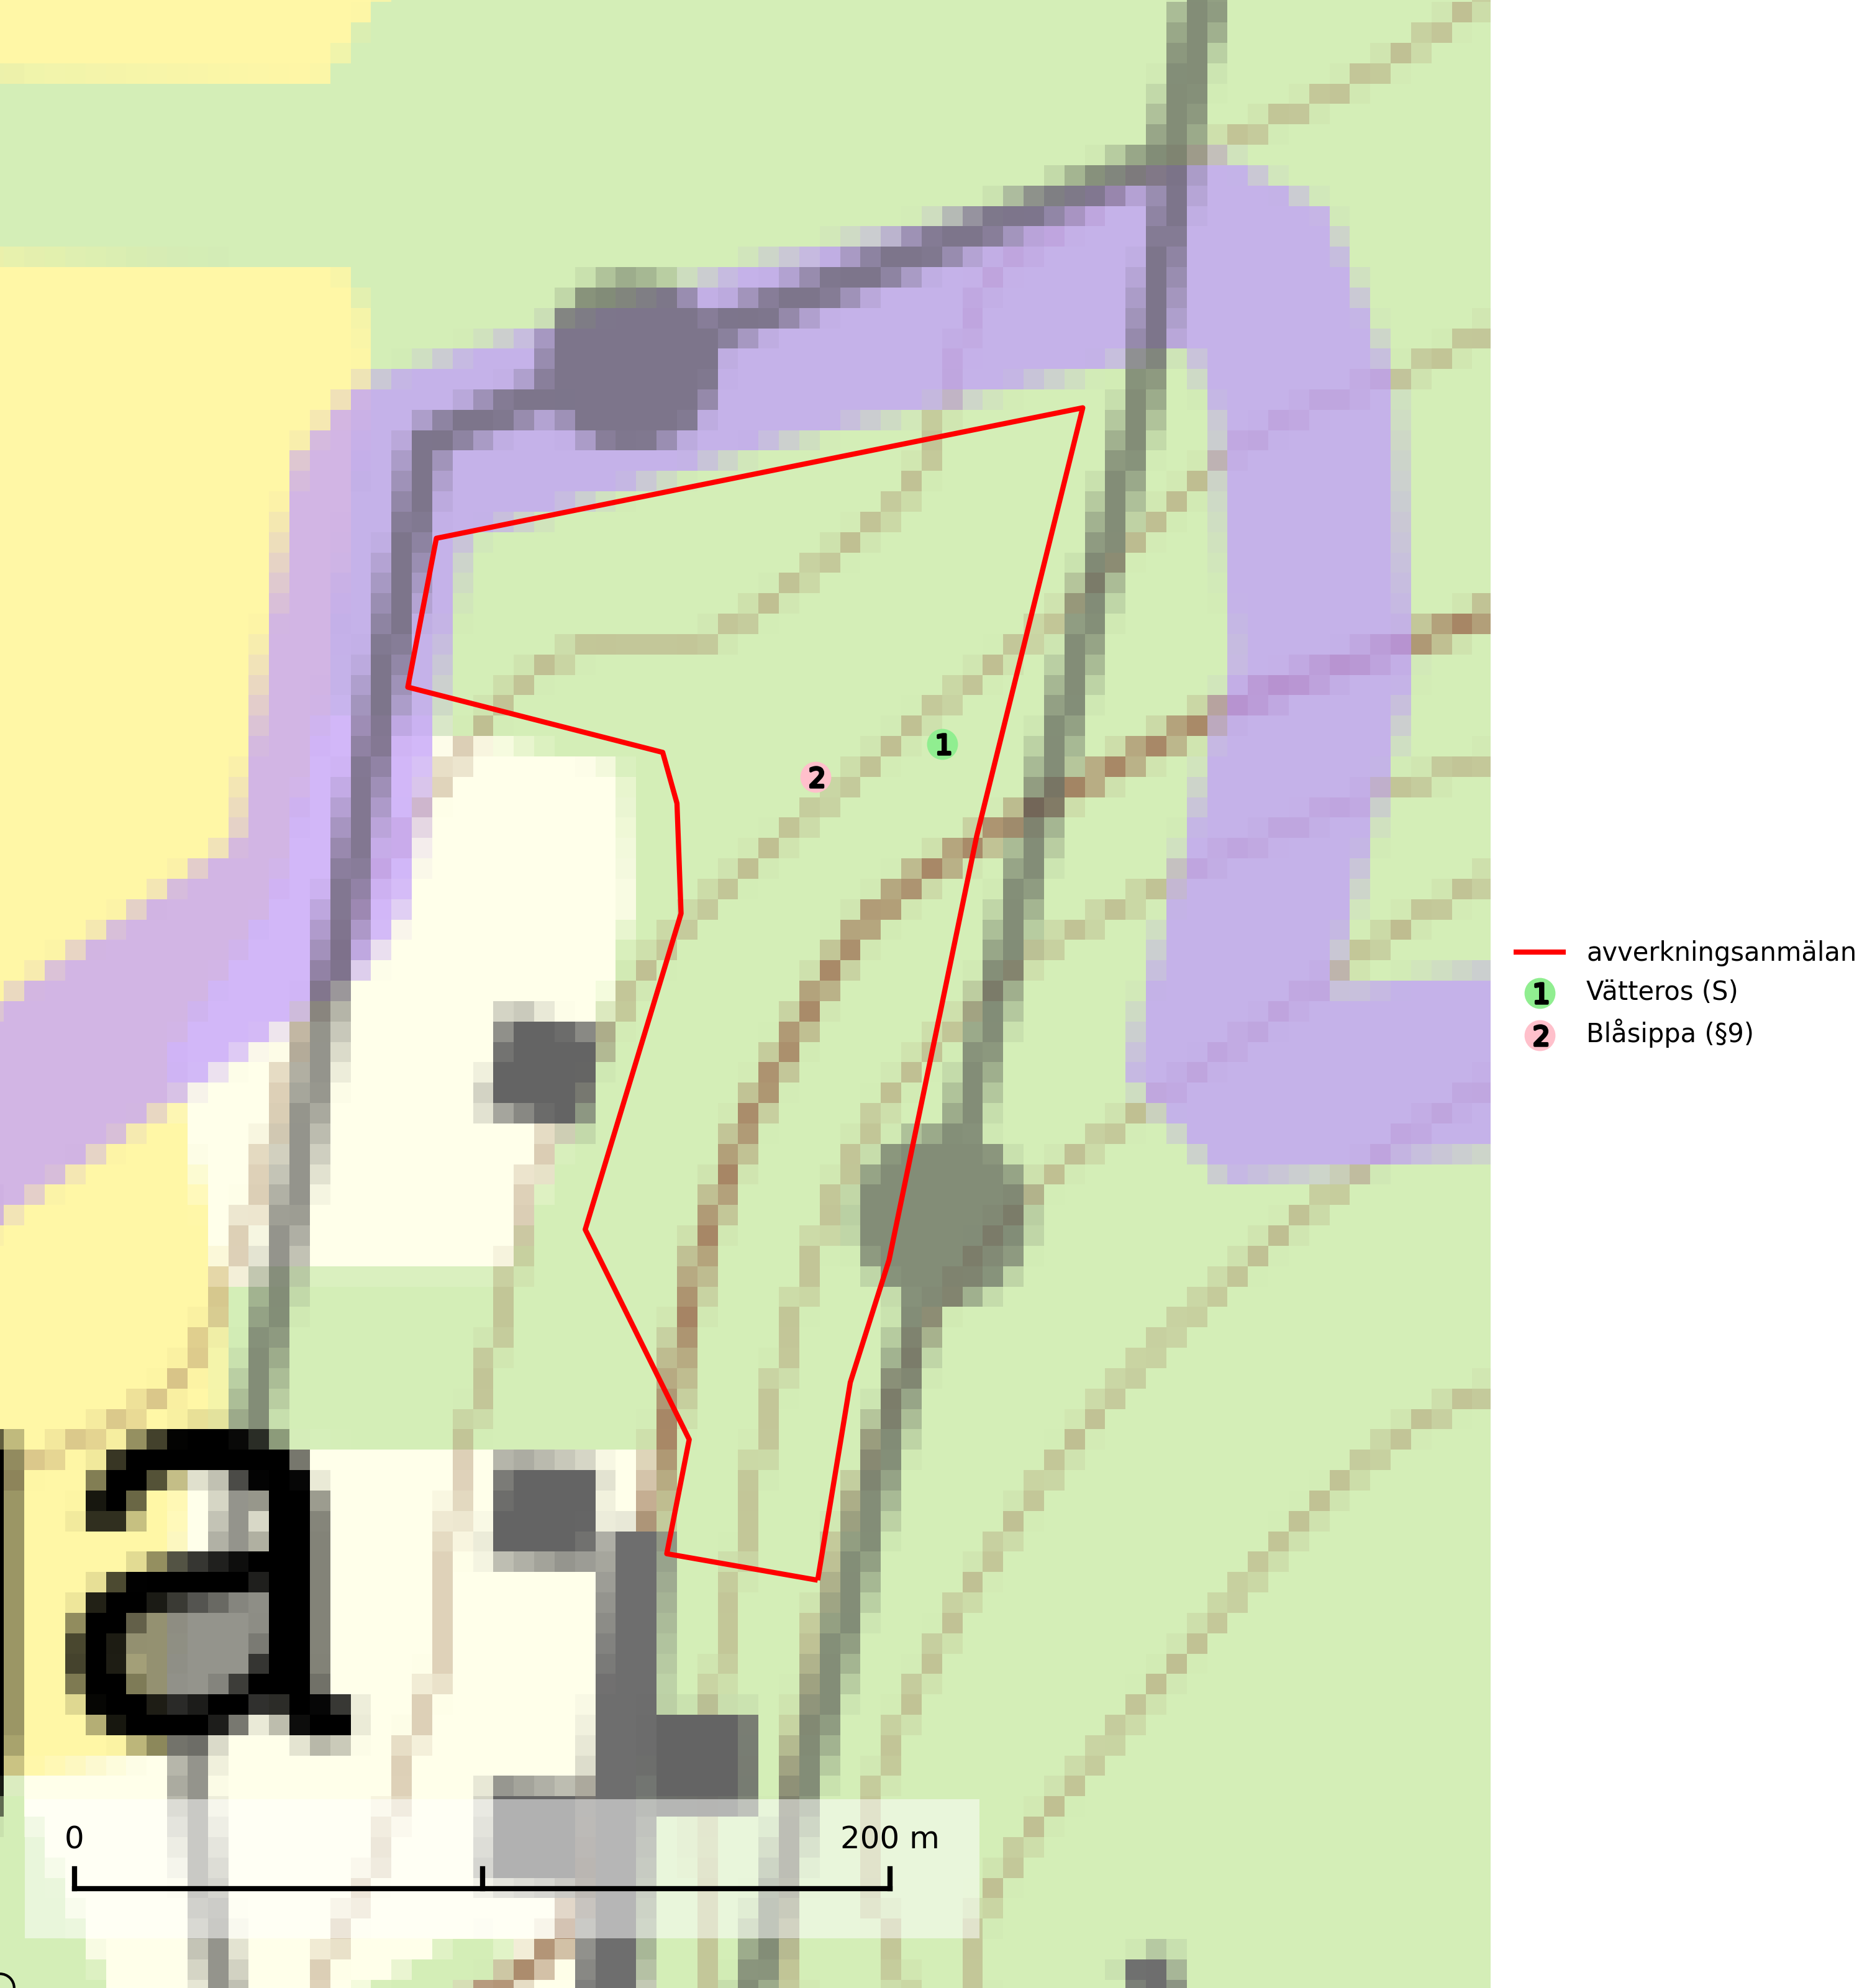 1
2
avverkningsanmälan
1 Vätteros (S)
2 Blåsippa (§9)
a
0 200 m